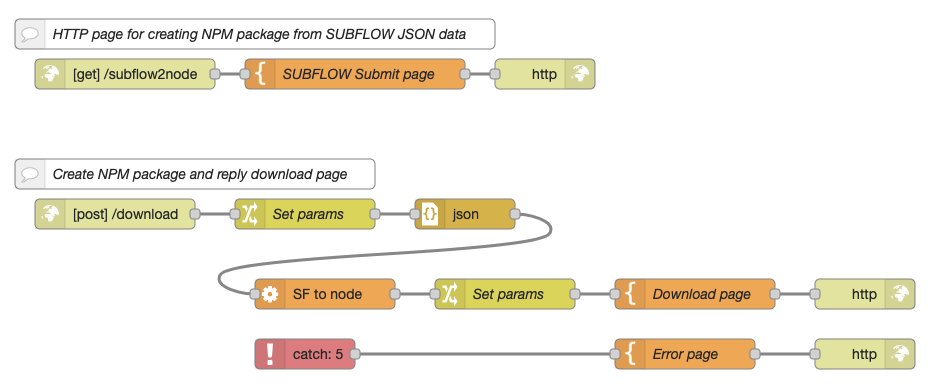 HTTP page for creating NPM package from SUBFLOW JSON data
[get] /subflow2node
SUBFLOW Submit page
http
Create NPM package and reply download page
[post] /download
Set params
json
SF to node
Set params
Download page
http
catch: 5
Error page
http